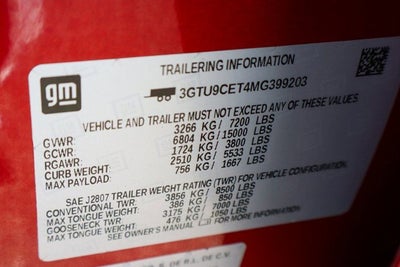 TRAILERING INFORMATION
gm
3GTU9CET4MG399203
VEHICLE AND TRAILER MUST NOT EXCEED ANY OF THESE VALUES
GVWR: 3266 KG / 7200 LBS
GCWR: 6804 KG / 15000 LBS
RGAWR: 1724 KG / 3800 LBS
CURB WEIGHT: 2510 KG / 5533 LBS
MAX PAYLOAD: 756 KG / 1667 LBS
SAE J2807 TRAILER WEIGHT RATING (TWR) FOR VEHICLE CONFIGURATION.
CONVENTIONAL TWR: 3856 KG / 8500 LBS
MAX TONGUE WEIGHT: 386 KG / 850 LBS
GOOSENECK TWR: 3175 KG / 7000 LBS
MAX TONGUE WEIGHT: 476 KG / 1050 LBS
SEE OWNER'S MANUAL FOR MORE INFORMATION
S. DE R.L. DE C.V.